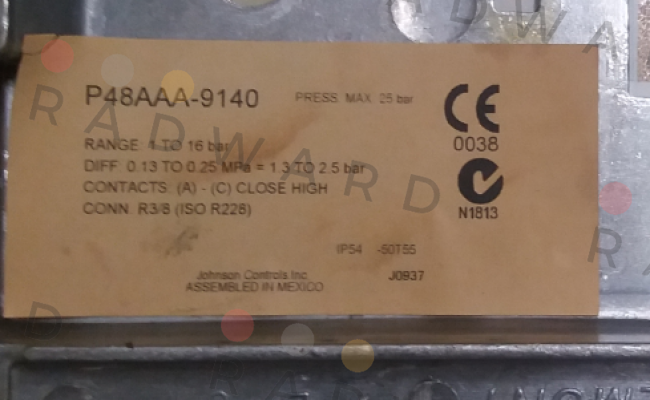 P48AAA-9140 PRESS. MAX. 25 bar
RANGE: 1 TO 16 bar
DIFF. 0.13 TO 0.25 MPa = 1.3 TO 2.5 bar
CONTACTS: (A) - (C) CLOSE HIGH
CONN. R3/8 (ISO R228)
CE
0038
N1813
IP54 -50T55
Johnson Controls Inc. J0937
ASSEMBLED IN MEXICO
RADWARD
RADWARD